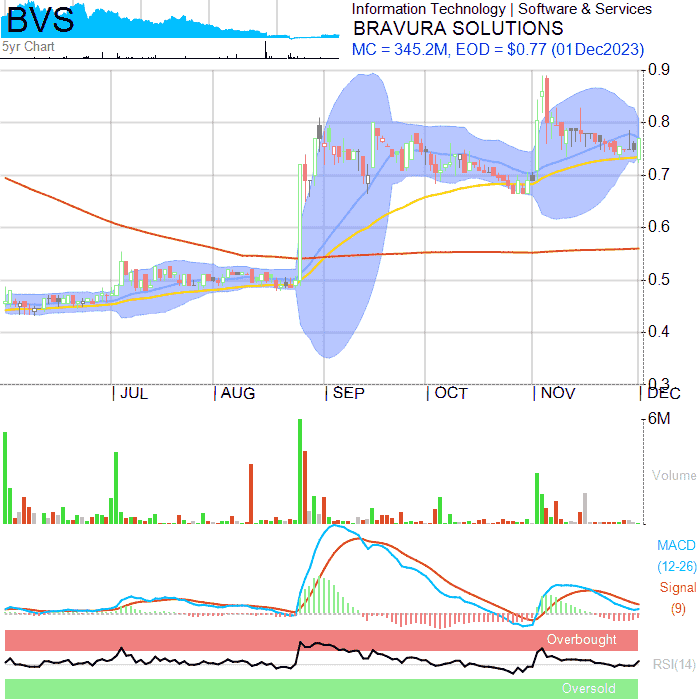 BVS
5yr Chart
Information Technology | Software & Services
BRAVURA SOLUTIONS
MC = 345.2M, EOD = $0.77 (01Dec2023)
0.9
0.8
0.7
0.6
0.5
0.4
0.3
JUL AUG SEP OCT NOV DEC
6M
Volume
MACD
(12-26)
Signal
(9)
Overbought
RSI(14)
Oversold